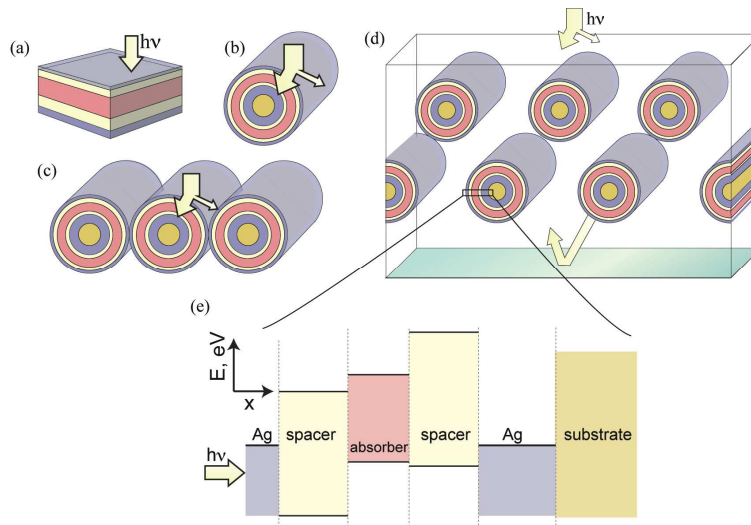 (a)
hν
(b)
hν
(d)
(c)
(e)
E, eV
x
Ag
spacer
absorber
spacer
Ag
substrate
hν